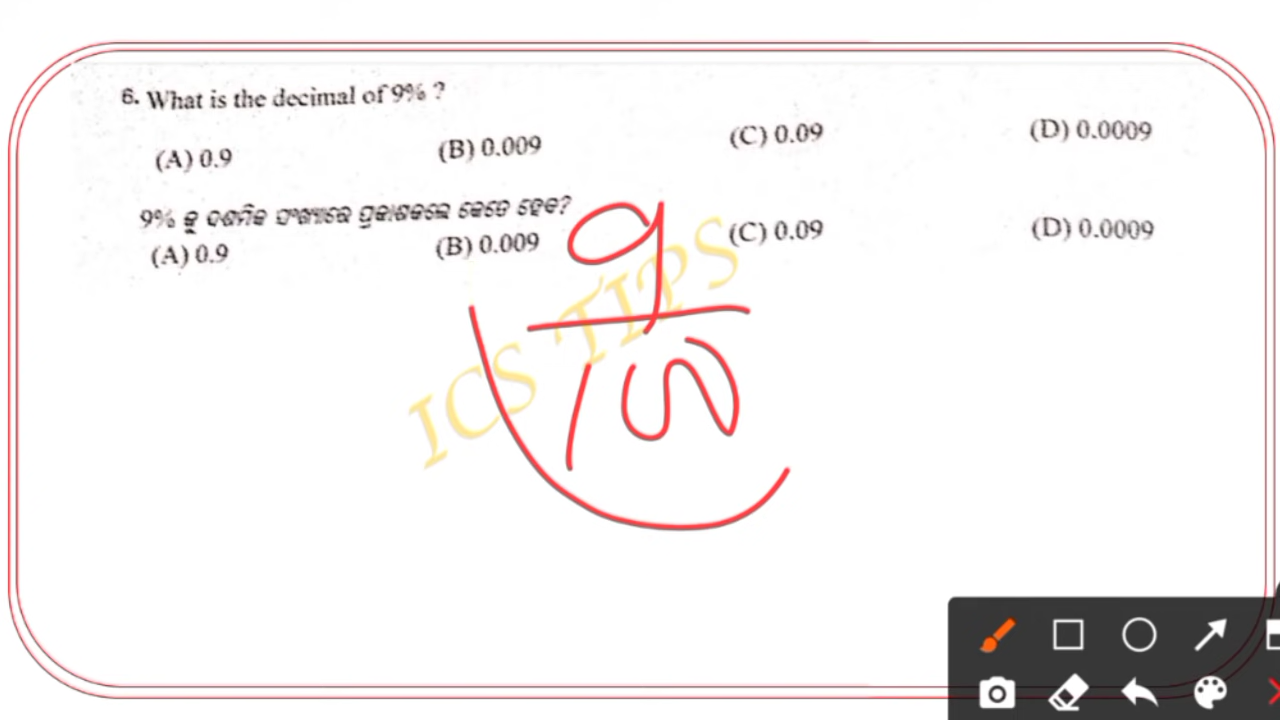 6. What is the decimal of 9% ?
(A) 0.9 (B) 0.009 (C) 0.09 (D) 0.0009
9% କୁ ଦଶମିକ ସଂଖ୍ୟାରେ ପ୍ରକାଶକଲେ କେତେ ହେବ?
(A) 0.9 (B) 0.009 (C) 0.09 (D) 0.0009
ICS TIPS
9